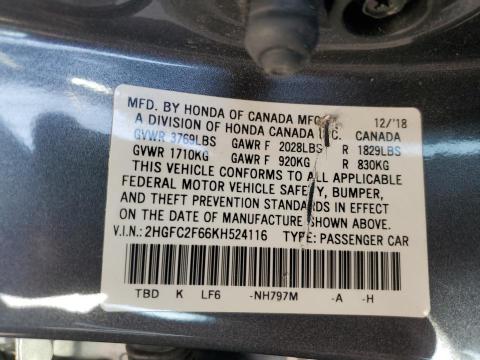 MFD. BY HONDA OF CANADA MFG. 12/'18
A DIVISION OF HONDA CANADA INC. CANADA
GVWR 3769LBS GAWR F 2028LBS R 1829LBS
GVWR 1710KG GAWR F 920KG R 830KG
THIS VEHICLE CONFORMS TO ALL APPLICABLE
FEDERAL MOTOR VEHICLE SAFETY, BUMPER,
AND THEFT PREVENTION STANDARDS IN EFFECT
ON THE DATE OF MANUFACTURE SHOWN ABOVE.
V.I.N.: 2HGFC2F66KH524116 TYPE: PASSENGER CAR
TBD K LF6 -NH797M -A -H